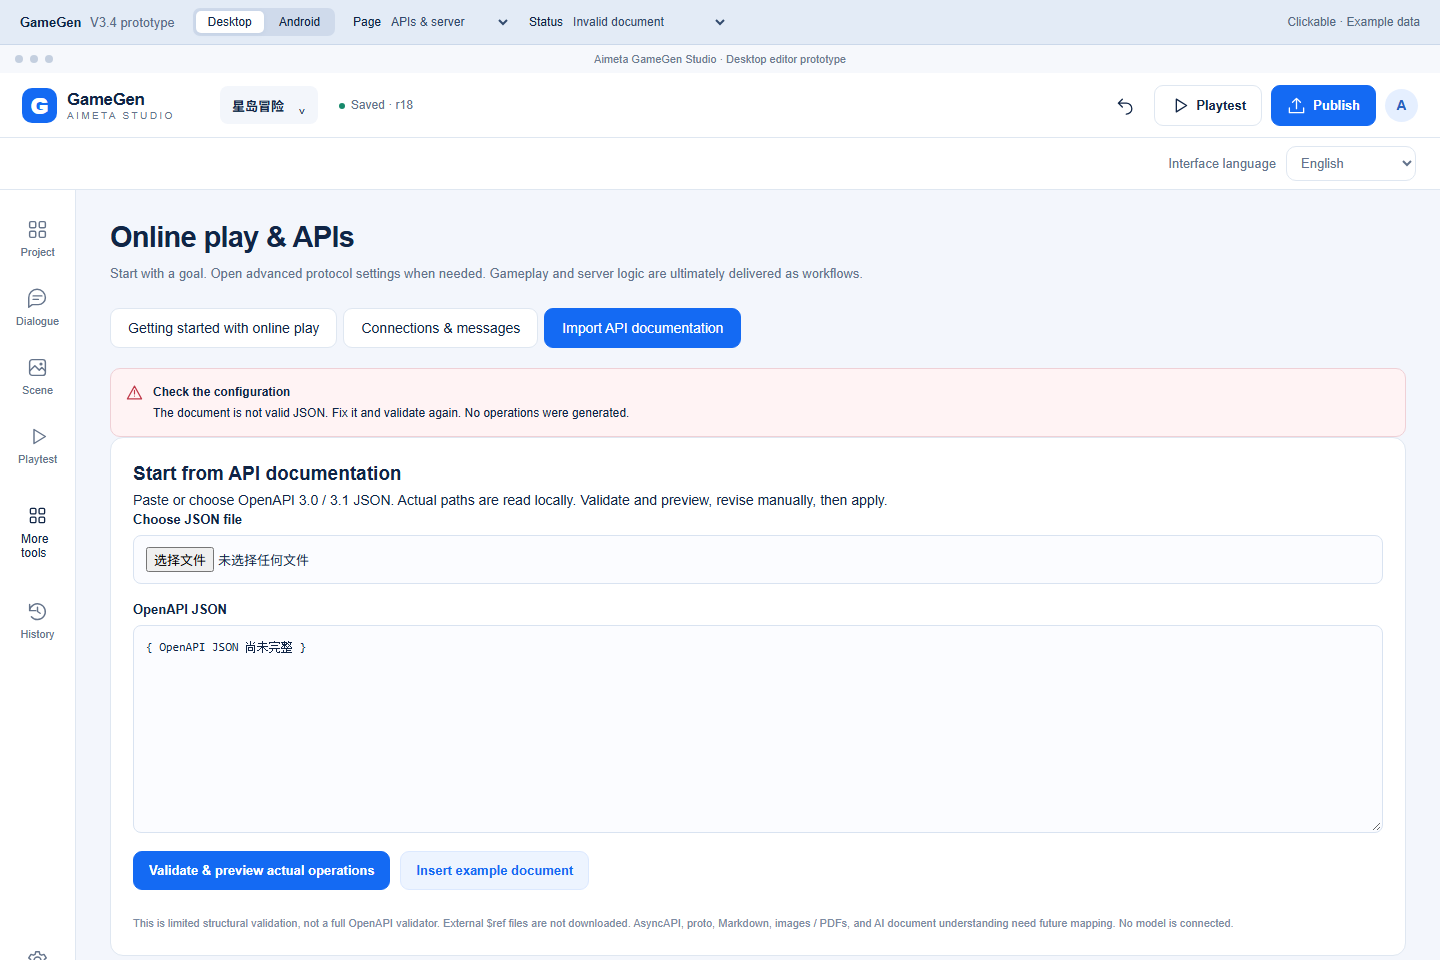 GameGen V3.4 prototype Desktop Android Page APIs & server Status Invalid document Clickable · Example data
Aimeta GameGen Studio · Desktop editor prototype
G GameGen
AIMETA STUDIO
星岛冒险
Saved · r18
Playtest
Publish
A
Interface language English
Project
Dialogue
Scene
Playtest
More
tools
History
Online play & APIs
Start with a goal. Open advanced protocol settings when needed. Gameplay and server logic are ultimately delivered as workflows.
Getting started with online play Connections & messages Import API documentation
Check the configuration
The document is not valid JSON. Fix it and validate again. No operations were generated.
Start from API documentation
Paste or choose OpenAPI 3.0 / 3.1 JSON. Actual paths are read locally. Validate and preview, revise manually, then apply.
Choose JSON file
选择文件 未选择任何文件
OpenAPI JSON
{ OpenAPI JSON 尚未完整 }
Validate & preview actual operations Insert example document
This is limited structural validation, not a full OpenAPI validator. External $ref files are not downloaded. AsyncAPI, proto, Markdown, images / PDFs, and AI document understanding need future mapping. No model is connected.